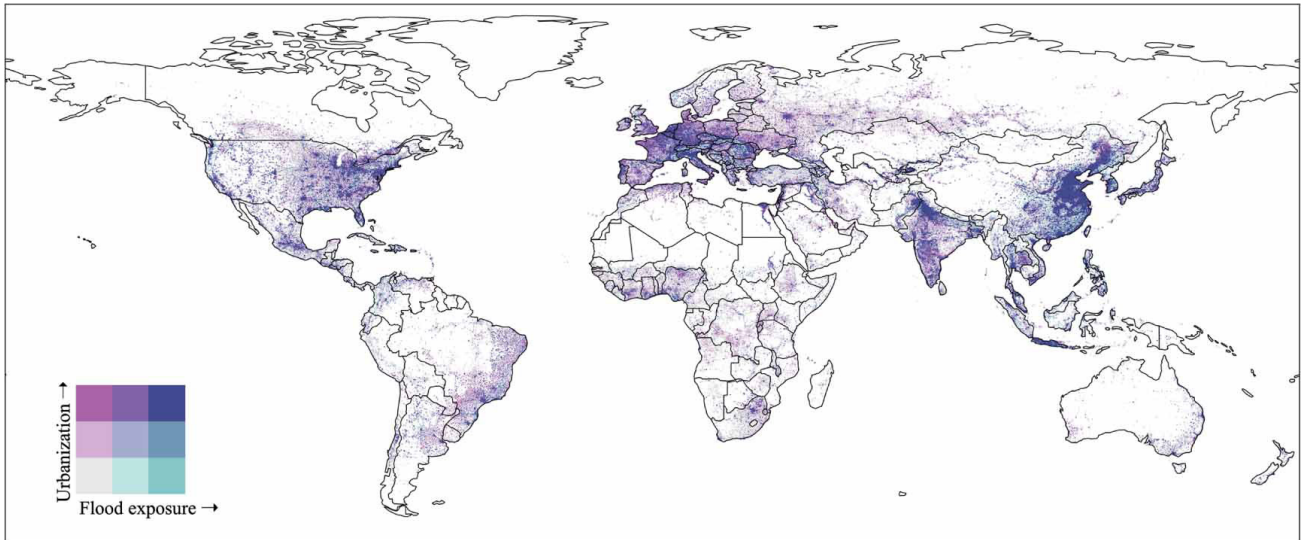 Urbanization →
Flood exposure →